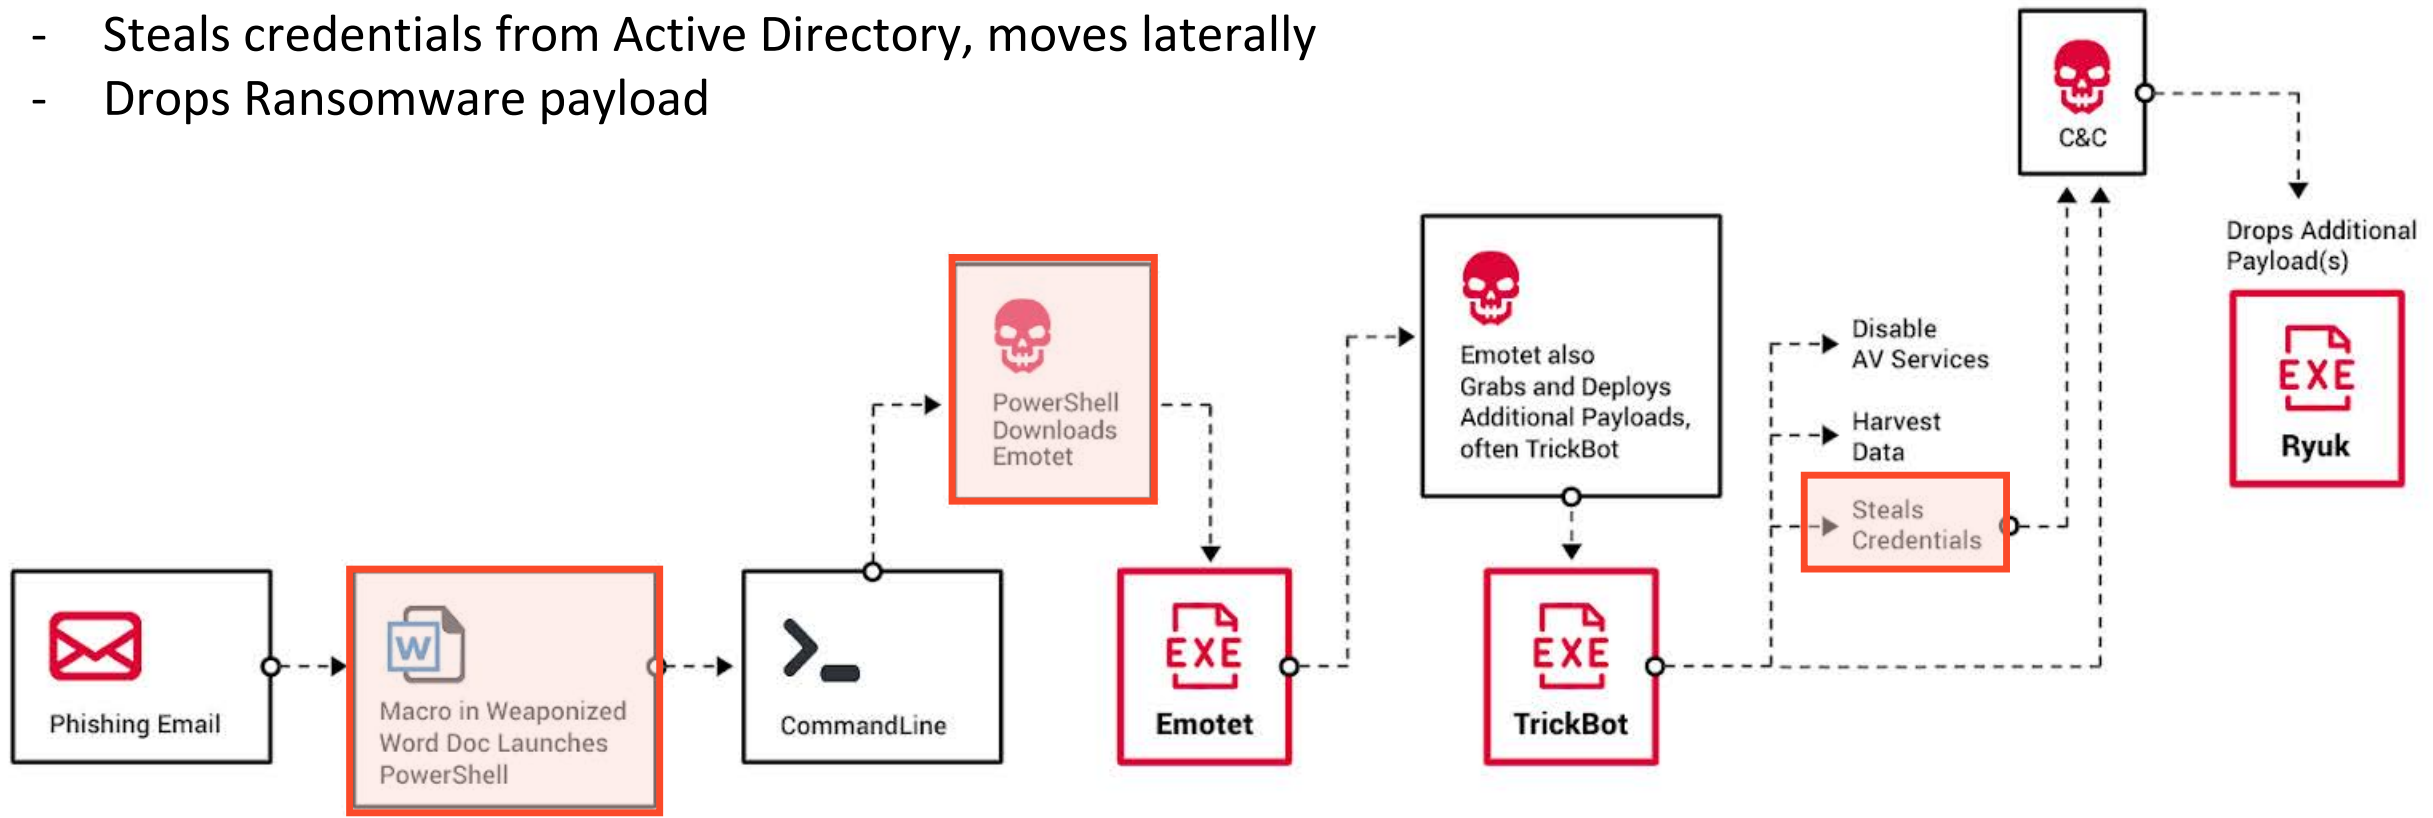 - Steals credentials from Active Directory, moves laterally
- Drops Ransomware payload
Phishing Email
W
Macro in Weaponized
Word Doc Launches
PowerShell
CommandLine
PowerShell
Downloads
Emotet
EXE
Emotet
Emotet also
Grabs and Deploys
Additional Payloads,
often TrickBot
EXE
TrickBot
Disable
AV Services
Harvest
Data
Steals
Credentials
C&C
Drops Additional
Payload(s)
EXE
Ryuk